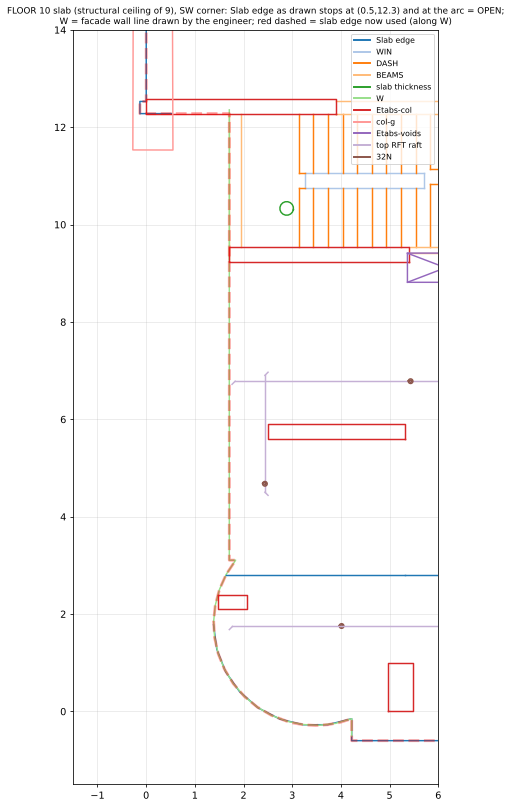 FLOOR 10 slab (structural ceiling of 9), SW corner: Slab edge as drawn stops at (0.5,12.3) and at the arc = OPEN;
W = facade wall line drawn by the engineer; red dashed = slab edge now used (along W)
Slab edge
WIN
DASH
BEAMS
slab thickness
W
Etabs-col
col-g
Etabs-voids
top RFT raft
32N
14
12
10
8
6
4
2
0
−1 0 1 2 3 4 5 6